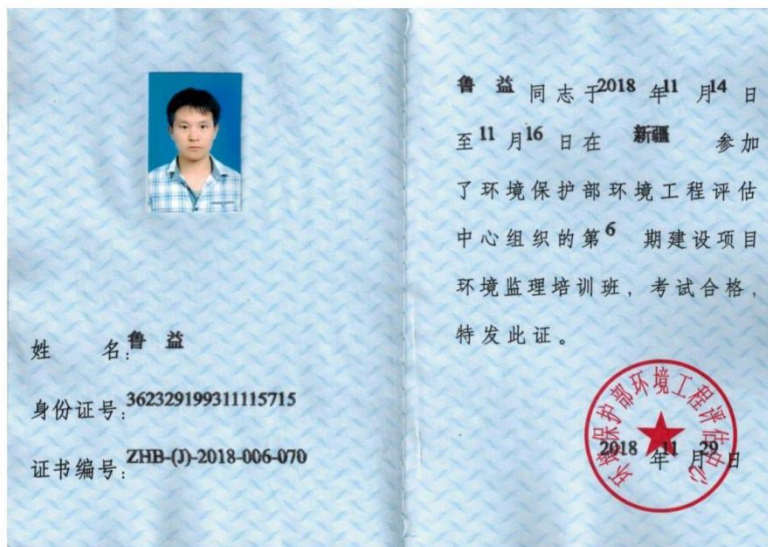 姓 名:鲁 益
身份证号:362329199311115715
证书编号:ZHB-(J)-2018-006-070
鲁 益 同志于2018 年11 月14 日
至11 月16 日在 新疆 参加
了环境保护部环境工程评估
中心组织的第6 期建设项目
环境监理培训班，考试合格，
特发此证。
环境保护部环境工程评估中心
2018 年11 月29 日